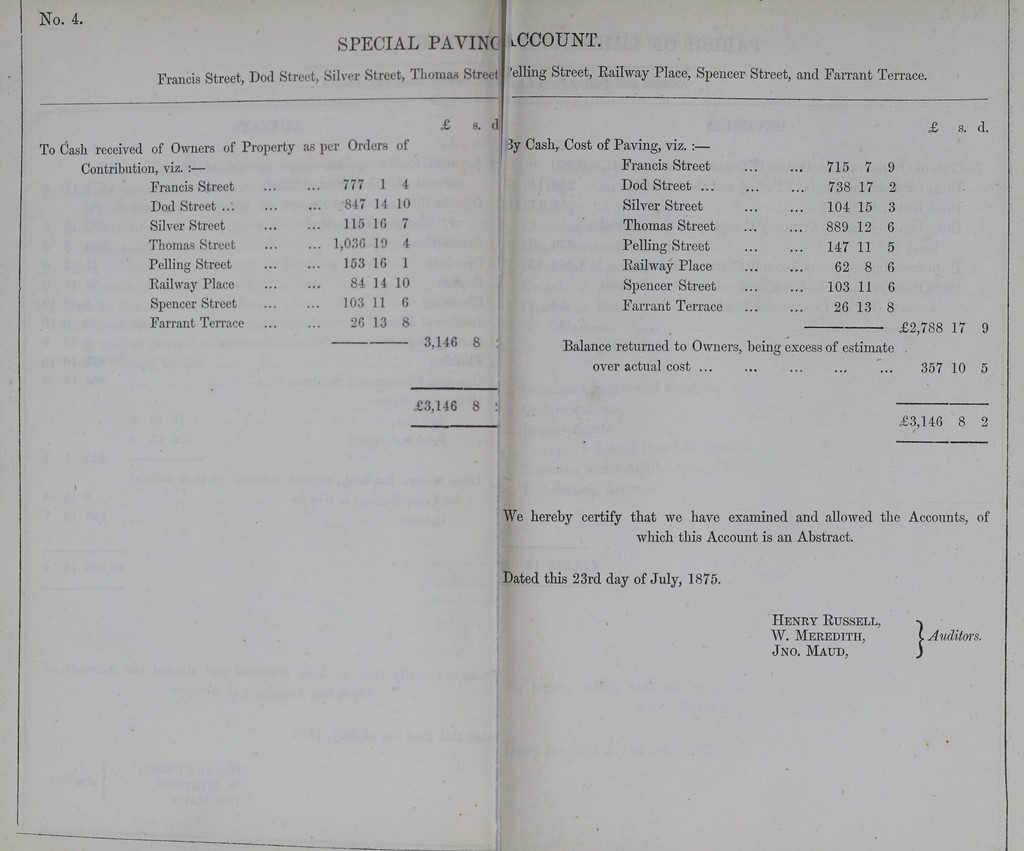 No. 4.
SPECIAL PAVING ACCOUNT.
Francis Street, Dod Street, Silver Street, Thomas Street elling Street, Railway Place, Spencer Street, and Farrant Terrace.
£ s. d
To Cash received of Owners of Property as per Orders of
Contribution, viz. :—
Francis Street ... ... 777 1 4
Dod Street ... ... ... 847 14 10
Silver Street ... ... 115 16 7
Thomas Street ... ... 1,036 19 4
Pelling Street ... ... 153 16 1
Railway Place ... ... 84 14 10
Spencer Street ... ... 103 11 6
Farrant Terrace ... ... 26 13 8
3,146 8
£3,146 8
£ s. d.
By Cash, Cost of Paving, viz. :—
Francis Street ... ... 715 7 9
Dod Street ... ... ... 738 17 2
Silver Street ... ... 104 15 3
Thomas Street ... ... 889 12 6
Pelling Street ... ... 147 11 5
Railway Place ... ... 62 8 6
Spencer Street ... ... 103 11 6
Farrant Terrace ... ... 26 13 8
£2,788 17 9
Balance returned to Owners, being excess of estimate
over actual cost ... ... ... ... ... 357 10 5
£3,146 8 2
We hereby certify that we have examined and allowed the Accounts, of
which this Account is an Abstract.
Dated this 23rd day of July, 1875.
HENRY RUSSELL,
W. MEREDITH,
JNO. MAUD,
} Auditors.